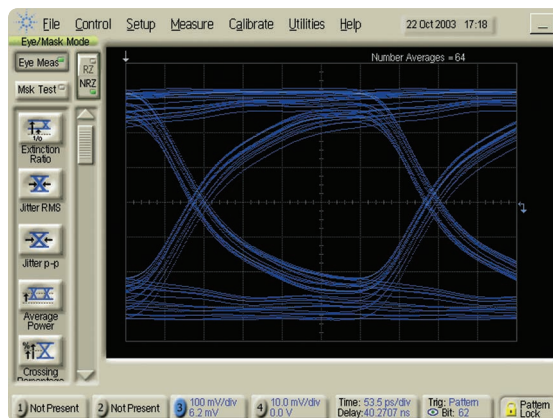 File Control Setup Measure Calibrate Utilities Help 22 Oct 2003 17:18
Eye/Mask Mode
Eye Meas
RZ
NRZ
Msk Test
Number Averages = 64
Extinction
Ratio
Jitter RMS
Jitter p-p
Average
Power
Crossing
Percentage
1 Not Present
2 Not Present
3 100 mV/div
6.2 mV
4 10.0 mV/div
0.0 V
Time: 53.5 ps/div
Delay: 40.2707 ns
Trig: Pattern
Bit: 62
Pattern
Lock